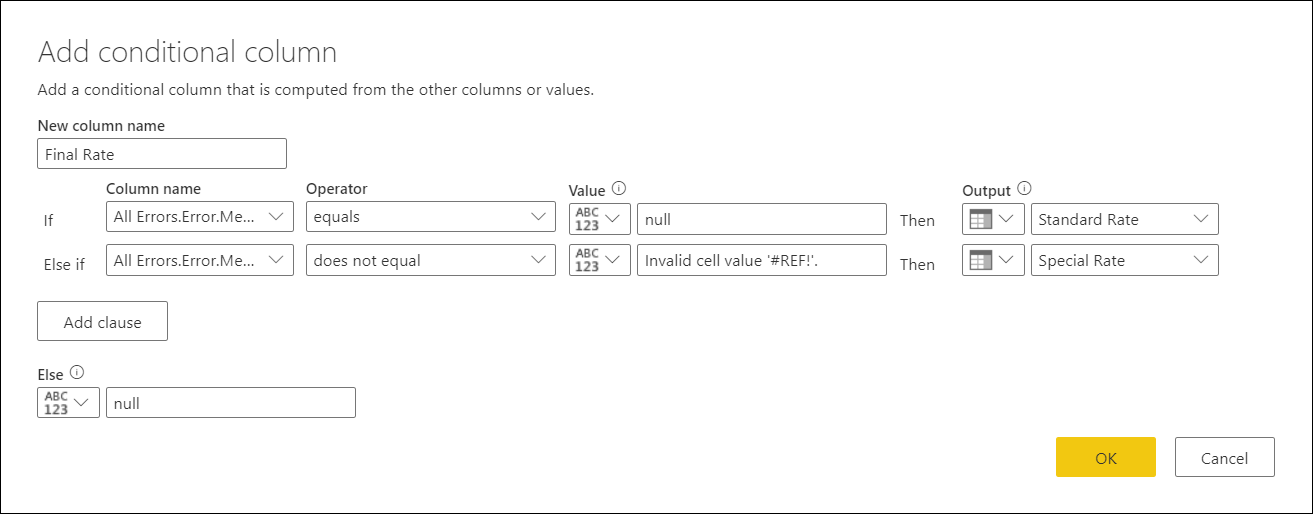 Add conditional column
Add a conditional column that is computed from the other columns or values.
New column name
Final Rate
Column name Operator Value Output
If All Errors.Error.Me... equals ABC 123 null Then Standard Rate
Else if All Errors.Error.Me... does not equal ABC 123 Invalid cell value '#REF!'. Then Special Rate
Add clause
Else
ABC 123 null
OK Cancel